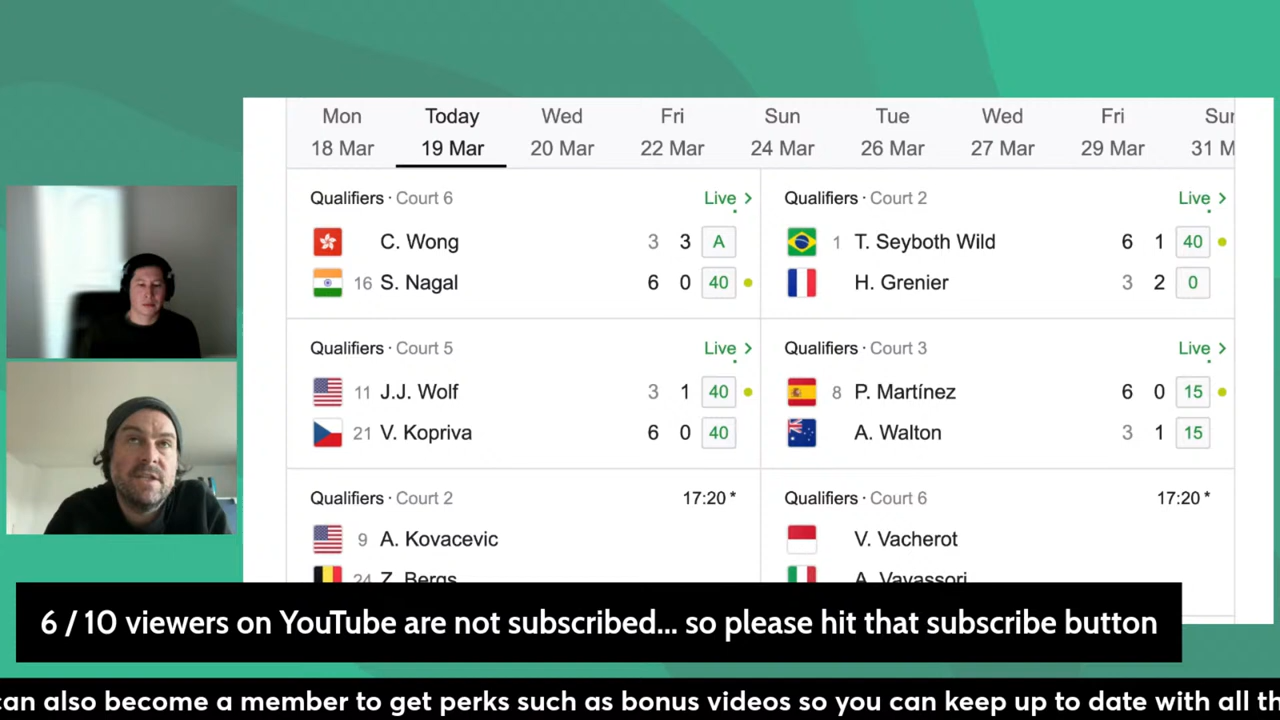 Mon Today Wed Fri Sun Tue Wed Fri Sur
18 Mar 19 Mar 20 Mar 22 Mar 24 Mar 26 Mar 27 Mar 29 Mar 31 M
Qualifiers · Court 6 Live >
C. Wong 3 3 A
16 S. Nagal 6 0 40
Qualifiers · Court 2 Live >
1 T. Seyboth Wild 6 1 40
H. Grenier 3 2 0
Qualifiers · Court 5 Live >
11 J.J. Wolf 3 1 40
21 V. Kopriva 6 0 40
Qualifiers · Court 3 Live >
8 P. Martínez 6 0 15
A. Walton 3 1 15
Qualifiers · Court 2 17:20 *
9 A. Kovacevic
24 Z. Bergs
Qualifiers · Court 6 17:20 *
V. Vacherot
A. Vavassori
6 / 10 viewers on YouTube are not subscribed... so please hit that subscribe button
can also become a member to get perks such as bonus videos so you can keep up to date with all th